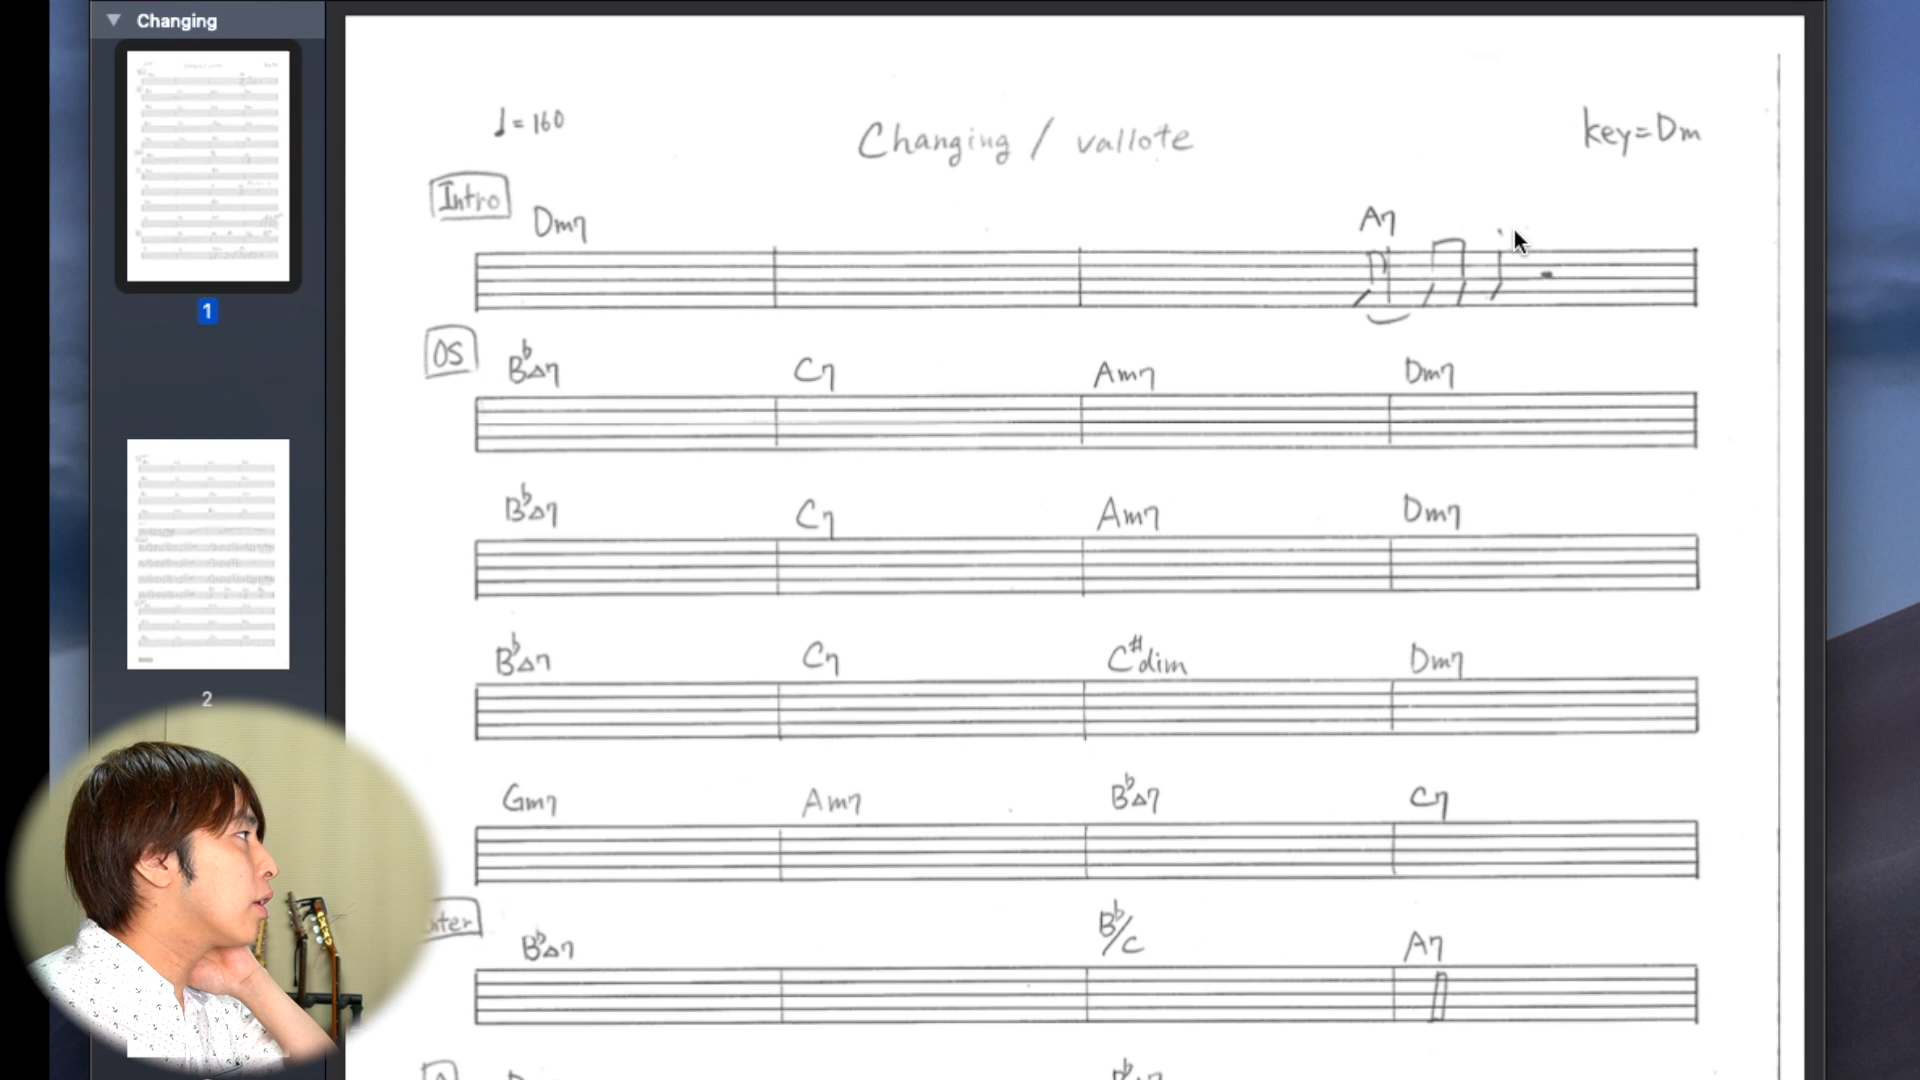 Changing
1
2
♩=160
Changing / vallote
key=Dm
Intro
Dm7 A7
OS
B♭△7 C7 Am7 Dm7
B♭△7 C7 Am7 Dm7
B♭△7 C7 C#dim Dm7
Gm7 Am7 B♭△7 C7
B♭△7 B♭/C A7